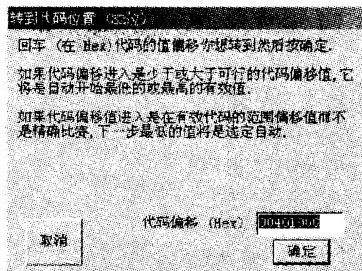 转到代码位置
回车 (在 Hex)代码的值偏移你想转到然后按确定.
如果代码偏移进入是少于或大于可行的代码偏移值,它
将是自动开始最低的或最高的有效值.
如果代码偏移值进入是在有效代码的范围偏移值而不
是精确比赛,下一步最低的值将是选定自动.
代码偏移 (Hex)
取消
确定